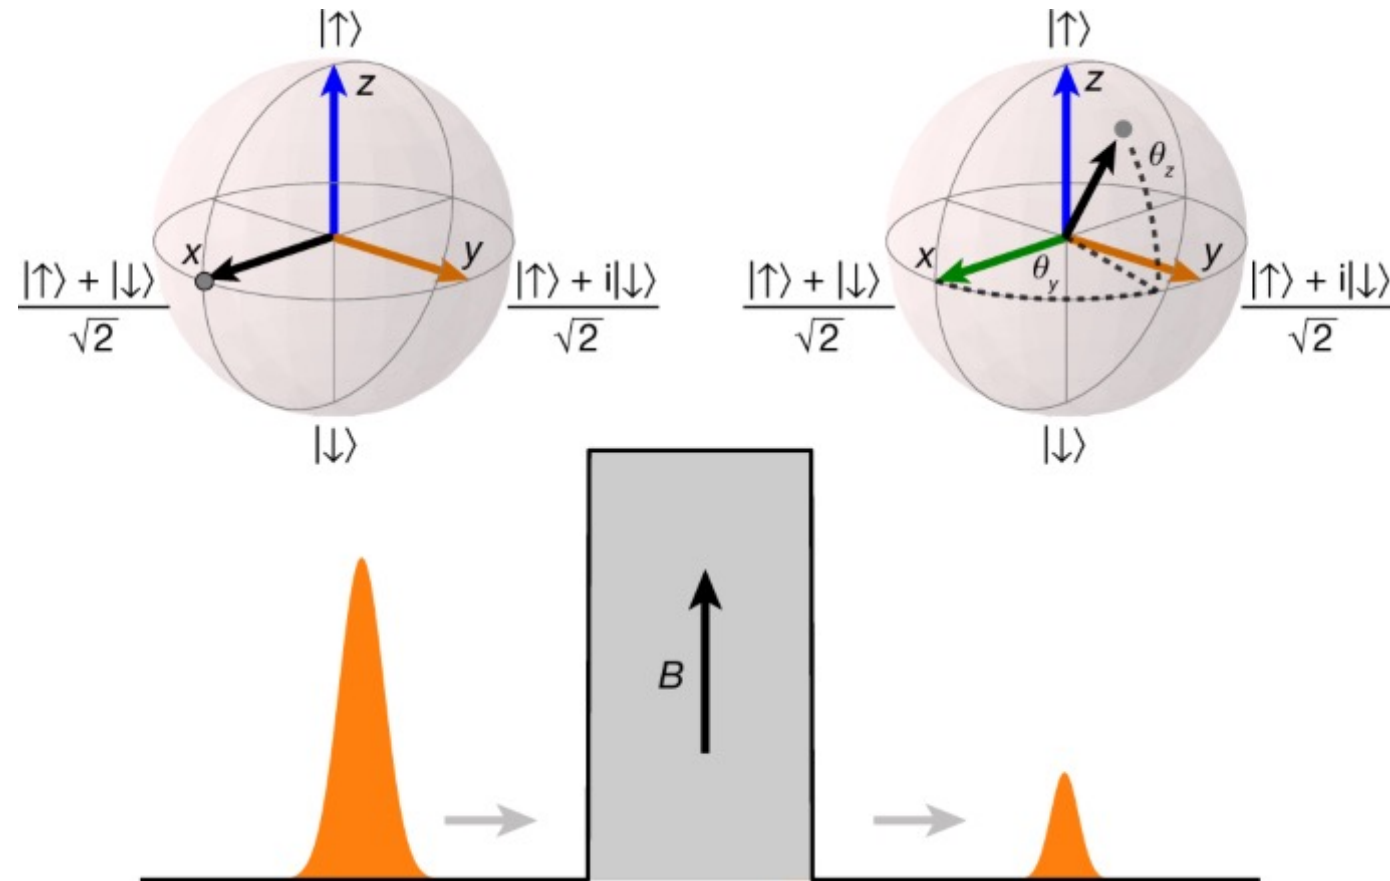 |↑⟩
|↑⟩
z
z
θz
x
y
x
θy
y
|↑⟩ + |↓⟩
√2
|↑⟩ + i|↓⟩
√2
|↑⟩ + |↓⟩
√2
|↑⟩ + i|↓⟩
√2
|↓⟩
|↓⟩
B